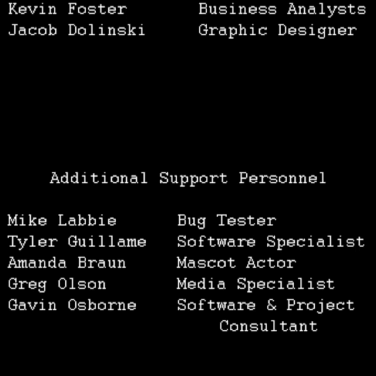 Kevin Foster Business Analysts
Jacob Dolinski Graphic Designer
Additional Support Personnel
Mike Labbie Bug Tester
Tyler Guillame Software Specialist
Amanda Braun Mascot Actor
Greg Olson Media Specialist
Gavin Osborne Software & Project
Consultant